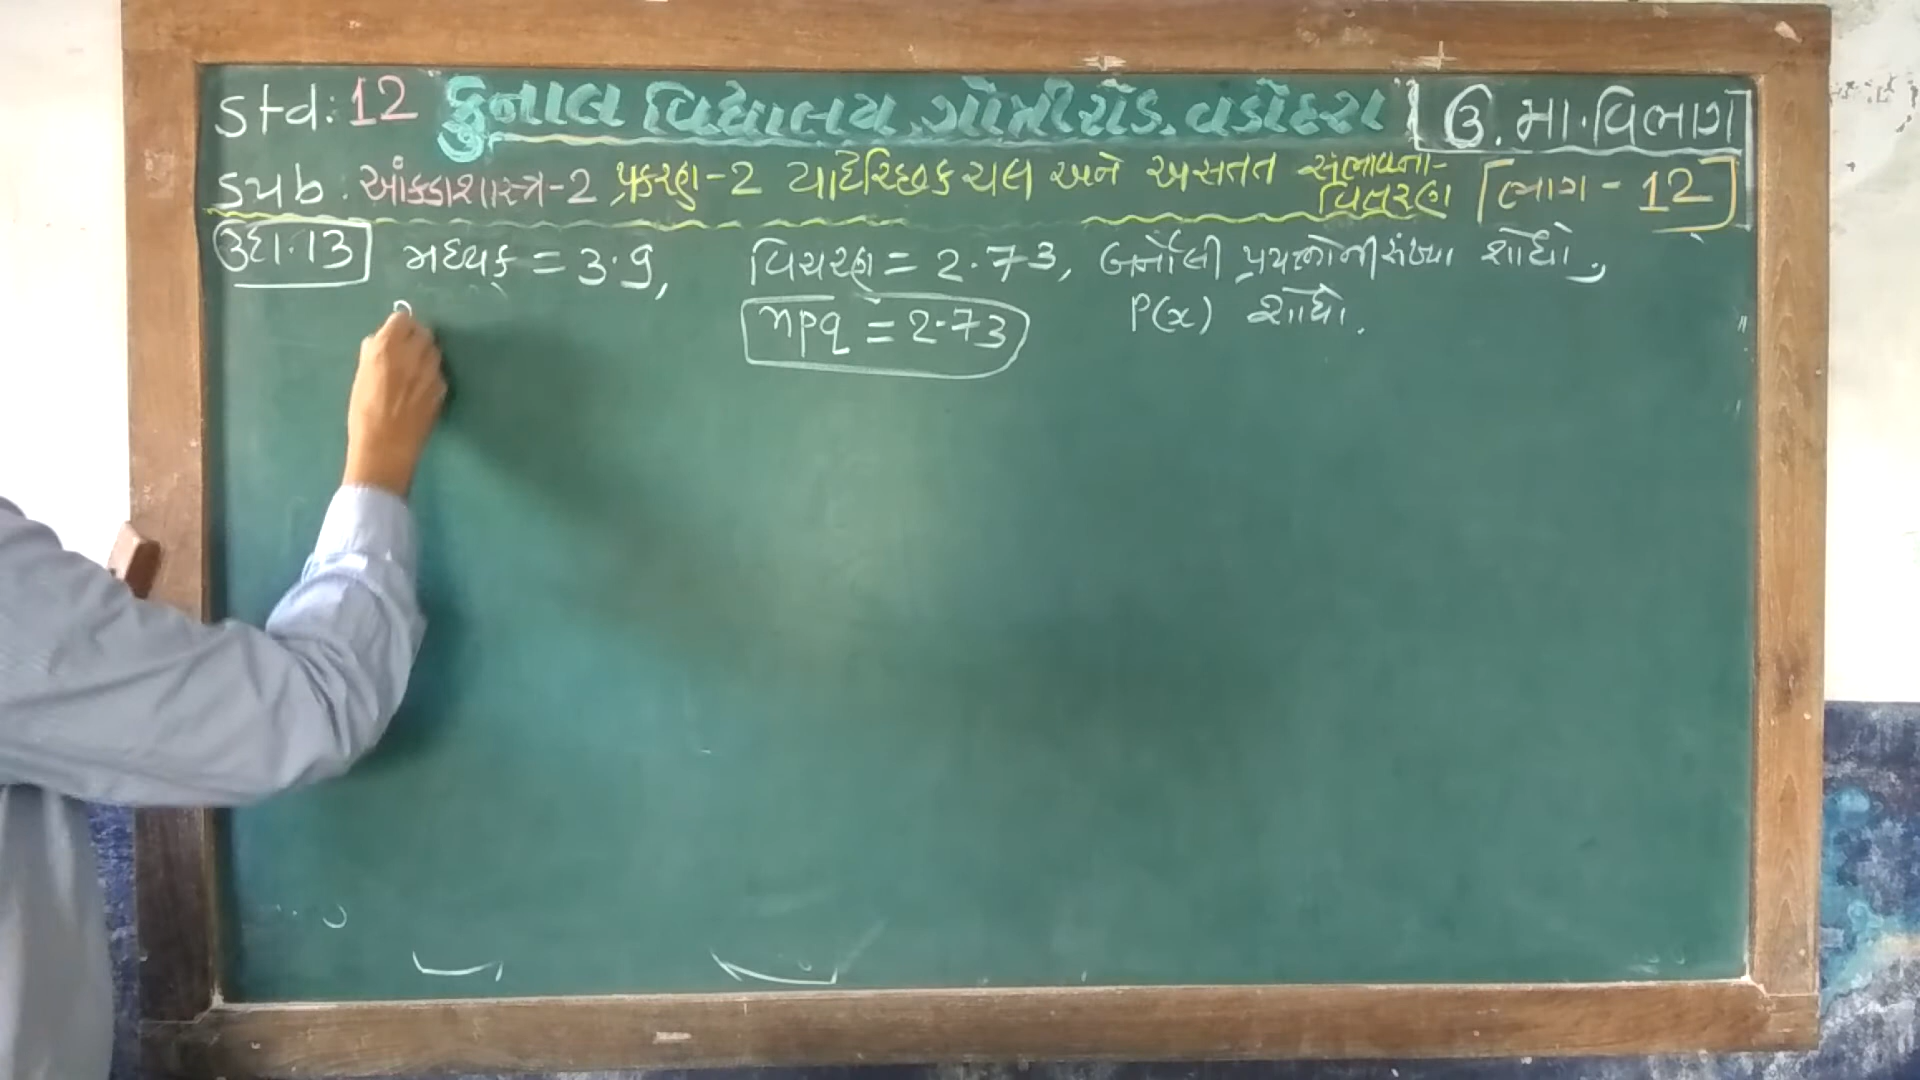 Std: 12 કુનાલ વિદ્યાલય, ગોત્રીરોડ, વડોદરા ઉ.મા.વિભાગ
Sub. આંકડાશાસ્ત્ર-2 પ્રકરણ-2 યાદૈચ્છિક ચલ અને અસતત સંભાવના-વિતરણ ભાગ - 12
ઉદા.13 મધ્યક = 3.9, વિચરણ = 2.73, બર્નોલી પ્રયત્નોની સંખ્યા શોધો,
npq = 2.73 P(x) શોધો.